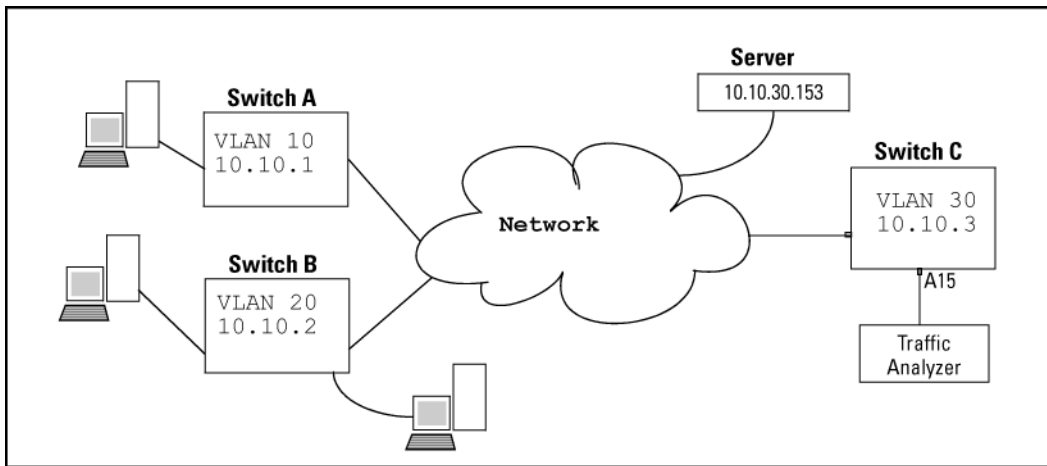 Server
10.10.30.153
Switch A
VLAN 10
10.10.1
Switch C
VLAN 30
10.10.3
Network
Switch B
VLAN 20
10.10.2
A15
Traffic
Analyzer